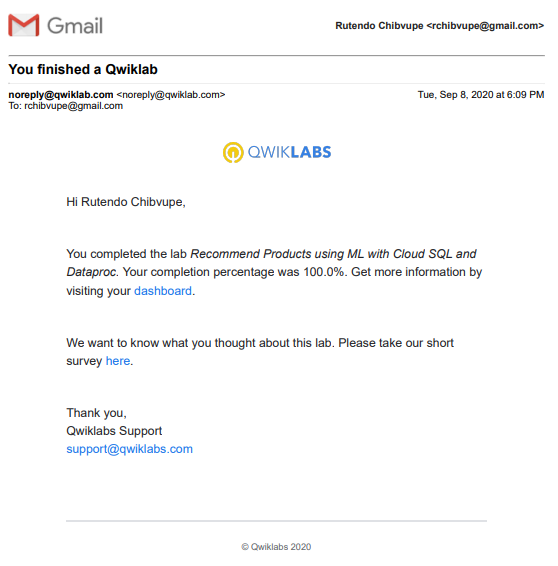 Gmail
Rutendo Chibvupe <rchibvupe@gmail.com>
You finished a Qwiklab
noreply@qwiklab.com <noreply@qwiklab.com>
Tue, Sep 8, 2020 at 6:09 PM
To: rchibvupe@gmail.com
QWIKLABS
Hi Rutendo Chibvupe,
You completed the lab Recommend Products using ML with Cloud SQL and
Dataproc. Your completion percentage was 100.0%. Get more information by
visiting your dashboard.
We want to know what you thought about this lab. Please take our short
survey here.
Thank you,
Qwiklabs Support
support@qwiklabs.com
© Qwiklabs 2020